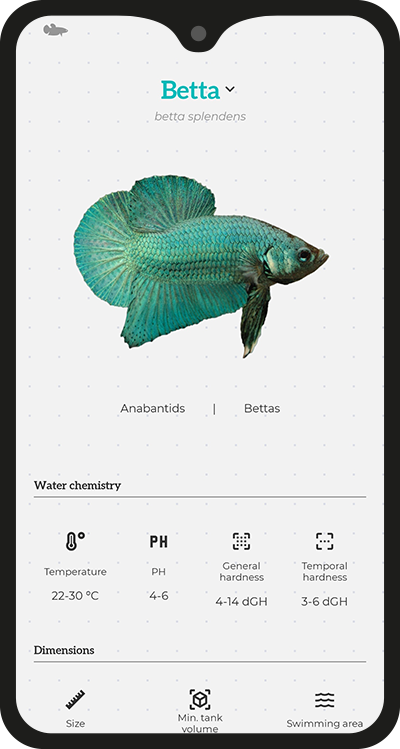 Betta
betta splendens
Anabantids | Bettas
Water chemistry
PH
Temperature
PH
General
hardness
Temporal
hardness
22-30 ºC
4-6
4-14 dGH
3-6 dGH
Dimensions
Size
Min. tank
volume
Swimming area